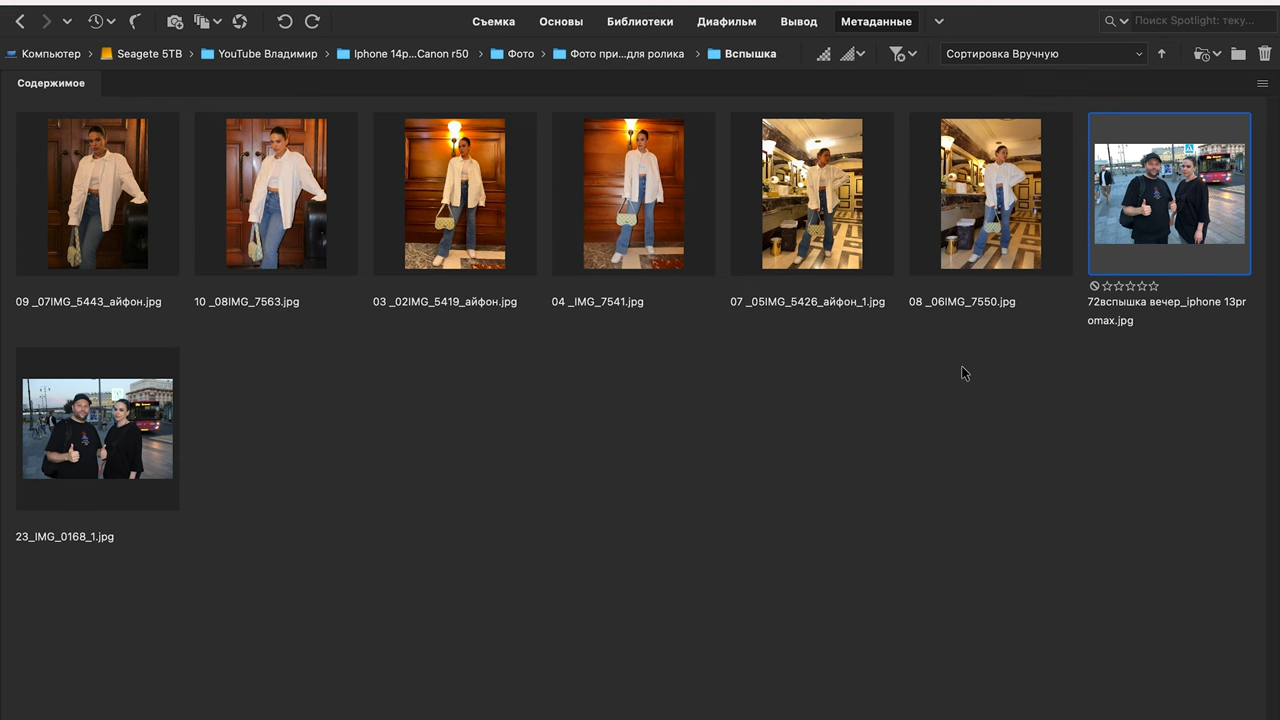 Съемка Основы Библиотеки Диафильм Вывод Метаданные Поиск Spotlight: теку...
Компьютер Seagete 5TB YouTube Владимир Iphone 14p...Canon r50 Фото Фото при...для ролика Вспышка Сортировка Вручную
Содержимое
09 _07IMG_5443_айфон.jpg
10 _08IMG_7563.jpg
03 _02IMG_5419_айфон.jpg
04 _IMG_7541.jpg
07 _05IMG_5426_айфон_1.jpg
08 _06IMG_7550.jpg
72вспышка вечер_iphone 13pr
omax.jpg
23_IMG_0168_1.jpg